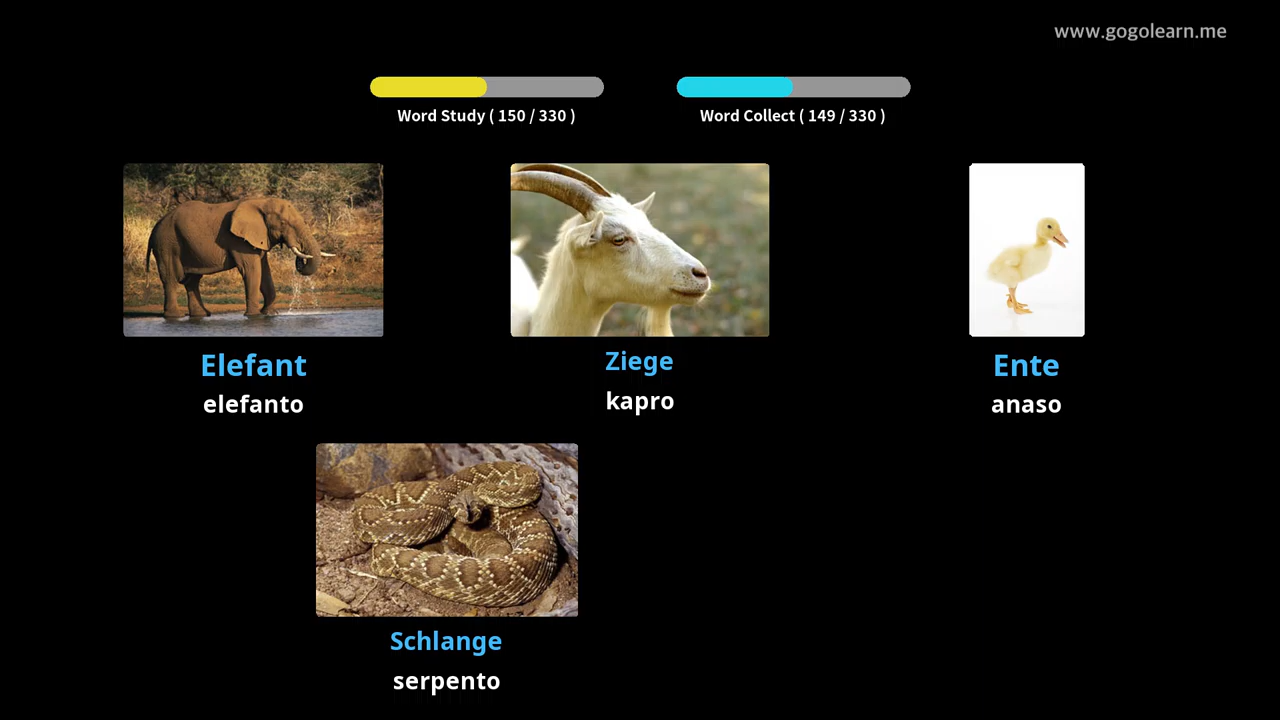 www.gogolearn.me
Word Study ( 150 / 330 )
Word Collect ( 149 / 330 )
Elefant
elefanto
Ziege
kapro
Ente
anaso
Schlange
serpento